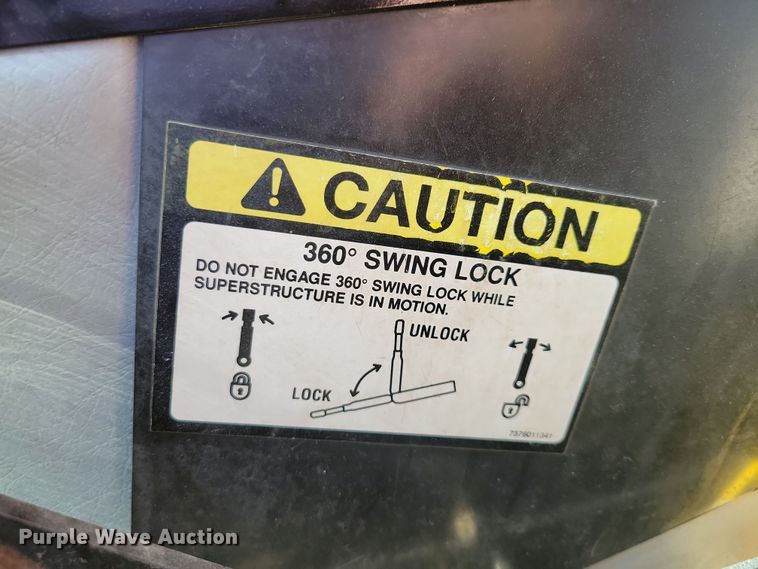 CAUTION
360° SWING LOCK
DO NOT ENGAGE 360° SWING LOCK WHILE
SUPERSTRUCTURE IS IN MOTION.
UNLOCK
LOCK
7376011341
Purple Wave Auction